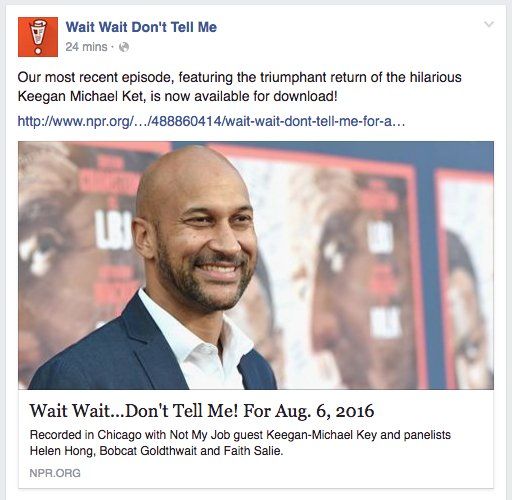 Wait Wait Don't Tell Me
24 mins ·
Our most recent episode, featuring the triumphant return of the hilarious
Keegan Michael Ket, is now available for download!
http://www.npr.org/…/488860414/wait-wait-dont-tell-me-for-a…
LBJ
Wait Wait...Don't Tell Me! For Aug. 6, 2016
Recorded in Chicago with Not My Job guest Keegan-Michael Key and panelists
Helen Hong, Bobcat Goldthwait and Faith Salie.
NPR.ORG